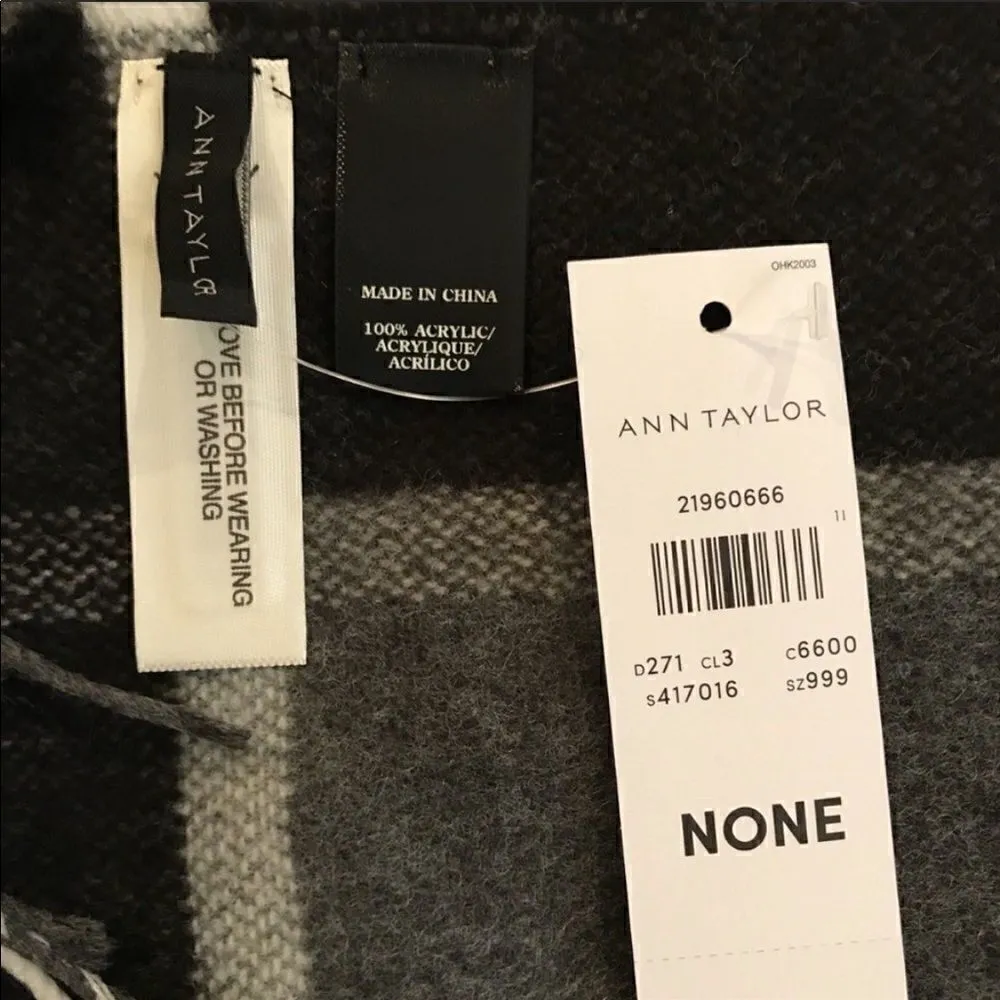 ANN TAYLOR
OVE BEFORE WEARING
OR WASHING
MADE IN CHINA
100% ACRYLIC/
ACRYLIQUE/
ACRÍLICO
OHK2003
ANN TAYLOR
21960666
11
D271 CL3 C6600
S417016 SZ999
NONE